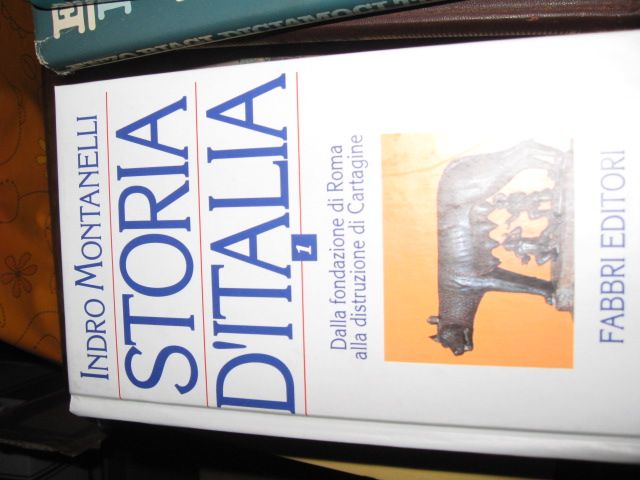 INDRO MONTANELLI
STORIA
D'ITALIA
1
Dalla fondazione di Roma
alla distruzione di Cartagine
FABBRI EDITORI